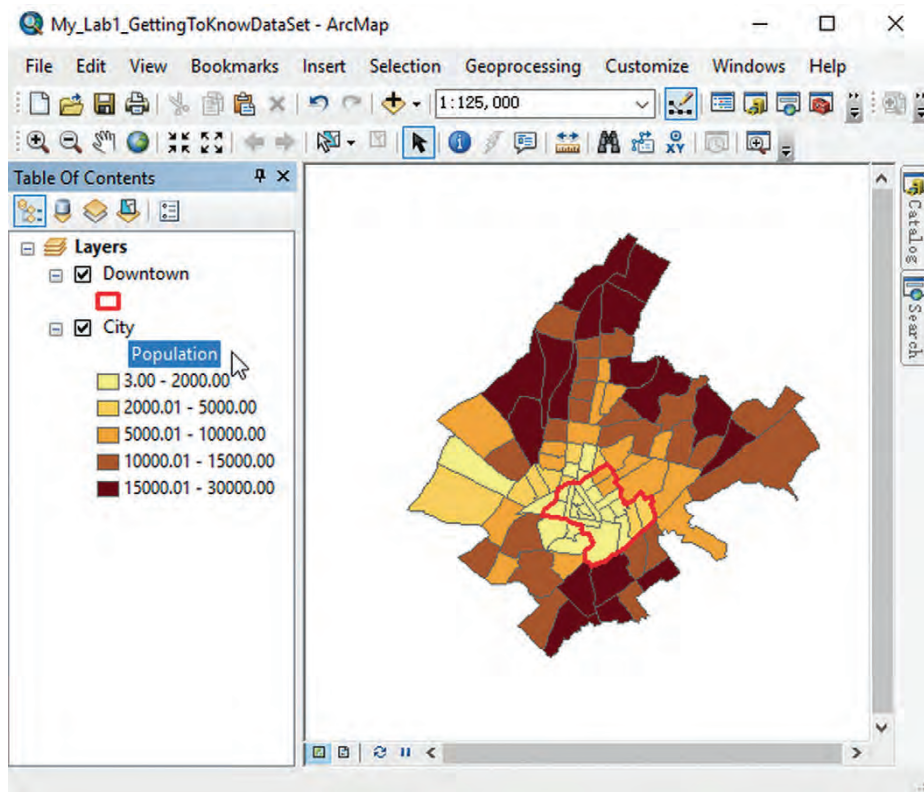 My_Lab1_GettingToKnowDataSet - ArcMap
File Edit View Bookmarks Insert Selection Geoprocessing Customize Windows Help
1:125,000
XY
Table Of Contents
Layers
Downtown
City
Population
3.00 - 2000.00
2000.01 - 5000.00
5000.01 - 10000.00
10000.01 - 15000.00
15000.01 - 30000.00
Catalog
Search